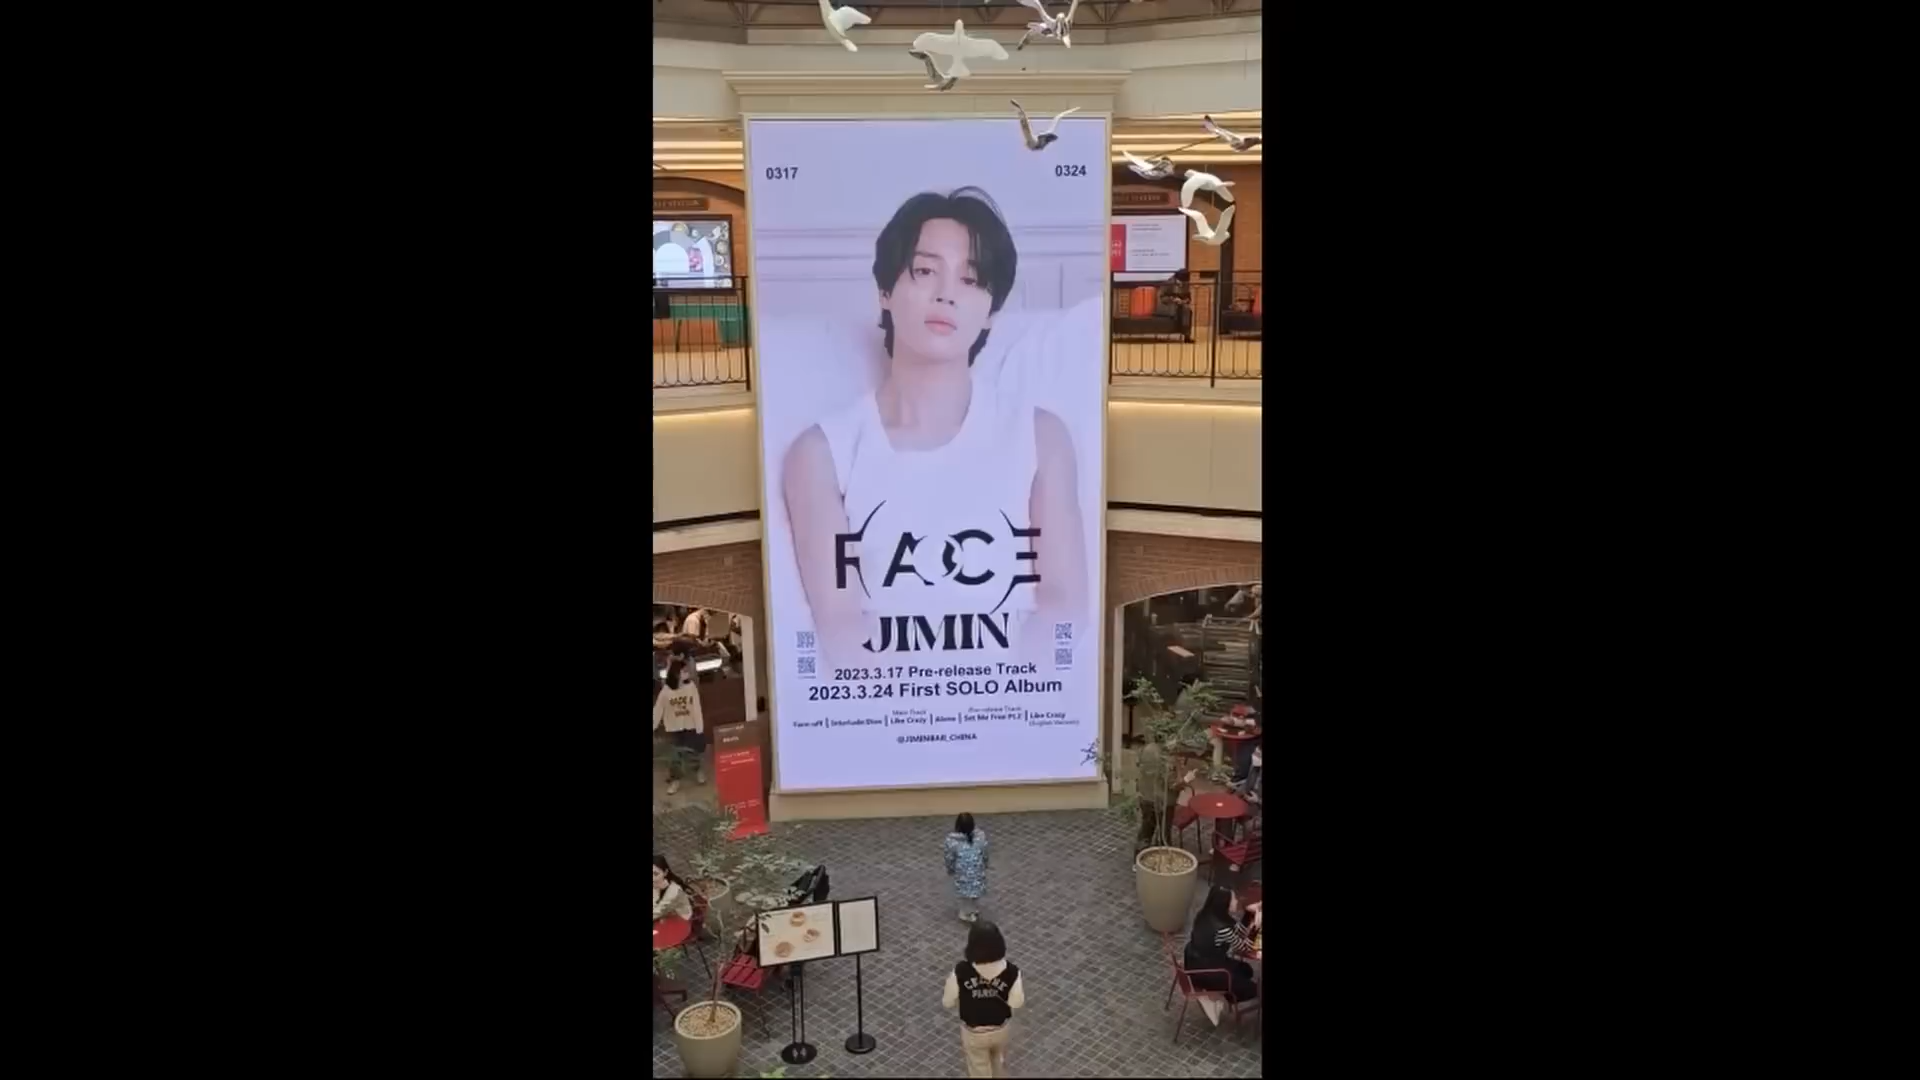 0317
0324
FACE
JIMIN
2023.3.17 Pre-release Track
2023.3.24 First SOLO Album
Main Track
Pre-release Track
Face-off | Interlude:Dive | Like Crazy | Alone | Set Me Free Pt.2 | Like Crazy
(English Version)
@JIMINBAR_CHINA
CELINE
PARIS